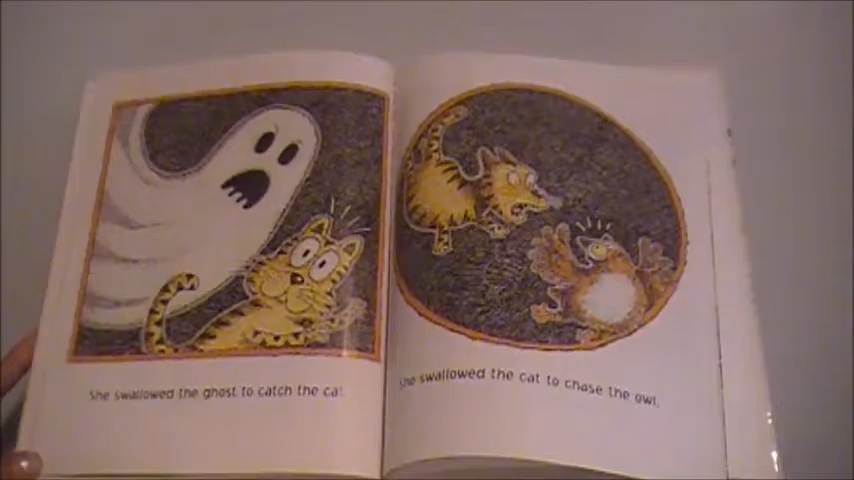 She swallowed the ghost to catch the cat.
She swallowed the cat to chase the owl.